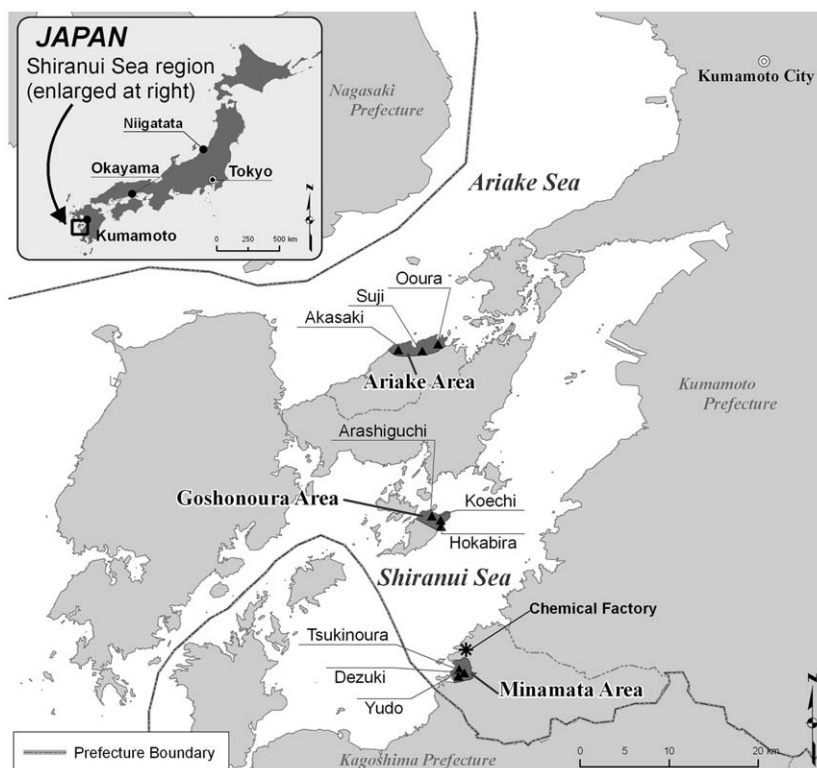 JAPAN
Shiranui Sea region
(enlarged at right)
Niigatata
Okayama
Tokyo
Kumamoto
N
0 250 500 km
Nagasaki
Prefecture
Kumamoto City
Ariake Sea
Ooura
Suji
Akasaki
Ariake Area
Kumamoto
Prefecture
Arashiguchi
Goshonoura Area
Koechi
Hokabira
Shiranui Sea
Chemical Factory
Tsukinoura
Dezuki
Minamata Area
Yudo
N
Prefecture Boundary
Kagoshima Prefecture
0 5 10 20 km